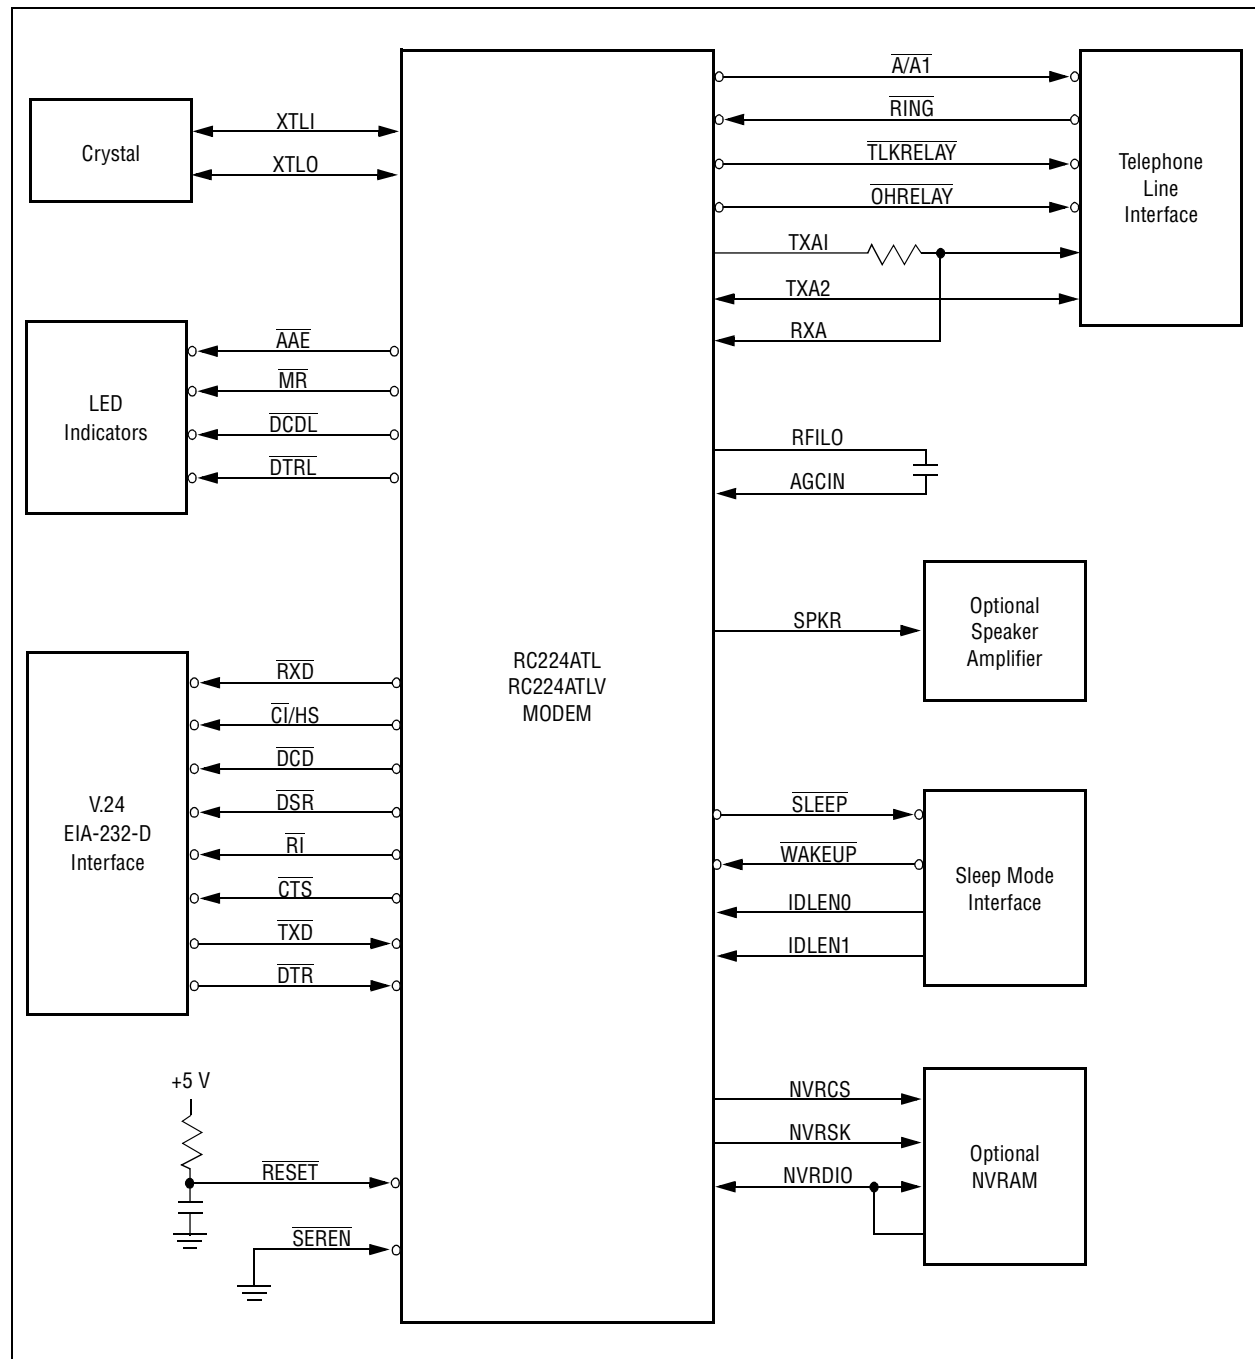 Crystal
XTLI
XTLO
A/A1
RING
TLKRELAY
OHRELAY
TXAI
TXA2
RXA
Telephone
Line
Interface
LED
Indicators
AAE
MR
DCDL
DTRL
RFILO
AGCIN
SPKR
Optional
Speaker
Amplifier
RC224ATL
RC224ATLV
MODEM
V.24
EIA-232-D
Interface
RXD
CI/HS
DCD
DSR
RI
CTS
TXD
DTR
SLEEP
WAKEUP
IDLEN0
IDLEN1
Sleep Mode
Interface
+5 V
RESET
SEREN
NVRCS
NVRSK
NVRDIO
Optional
NVRAM